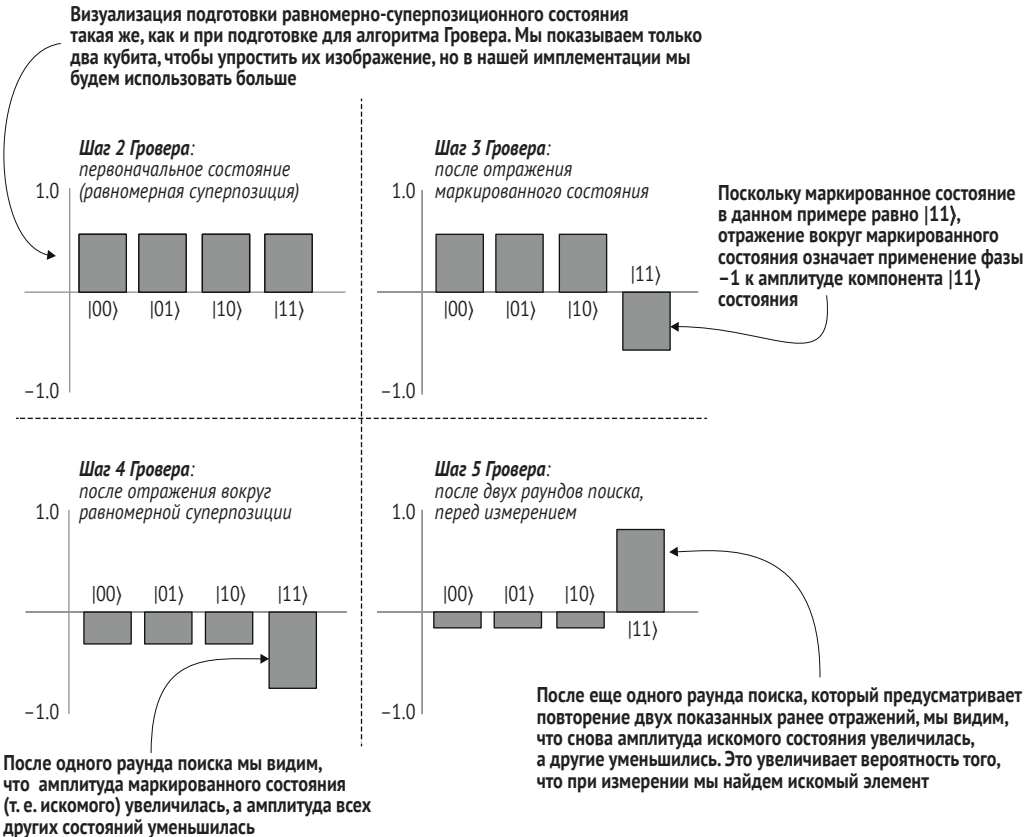 Визуализация подготовки равномерно-суперпозиционного состояния
такая же, как и при подготовке для алгоритма Гровера. Мы показываем только
два кубита, чтобы упростить их изображение, но в нашей имплементации мы
будем использовать больше
Шаг 2 Гровера:
первоначальное состояние
(равномерная суперпозиция)
1.0
|00⟩ |01⟩ |10⟩ |11⟩
–1.0
Шаг 3 Гровера:
после отражения
маркированного состояния
1.0
|11⟩
|00⟩ |01⟩ |10⟩
–1.0
Поскольку маркированное состояние
в данном примере равно |11⟩,
отражение вокруг маркированного
состояния означает применение фазы
–1 к амплитуде компонента |11⟩
состояния
Шаг 4 Гровера:
после отражения вокруг
равномерной суперпозиции
1.0
|00⟩ |01⟩ |10⟩ |11⟩
–1.0
Шаг 5 Гровера:
после двух раундов поиска,
перед измерением
1.0
|00⟩ |01⟩ |10⟩
|11⟩
–1.0
После одного раунда поиска мы видим,
что амплитуда маркированного состояния
(т. е. искомого) увеличилась, а амплитуда всех
других состояний уменьшилась
После еще одного раунда поиска, который предусматривает
повторение двух показанных ранее отражений, мы видим,
что снова амплитуда искомого состояния увеличилась,
а другие уменьшились. Это увеличивает вероятность того,
что при измерении мы найдем искомый элемент